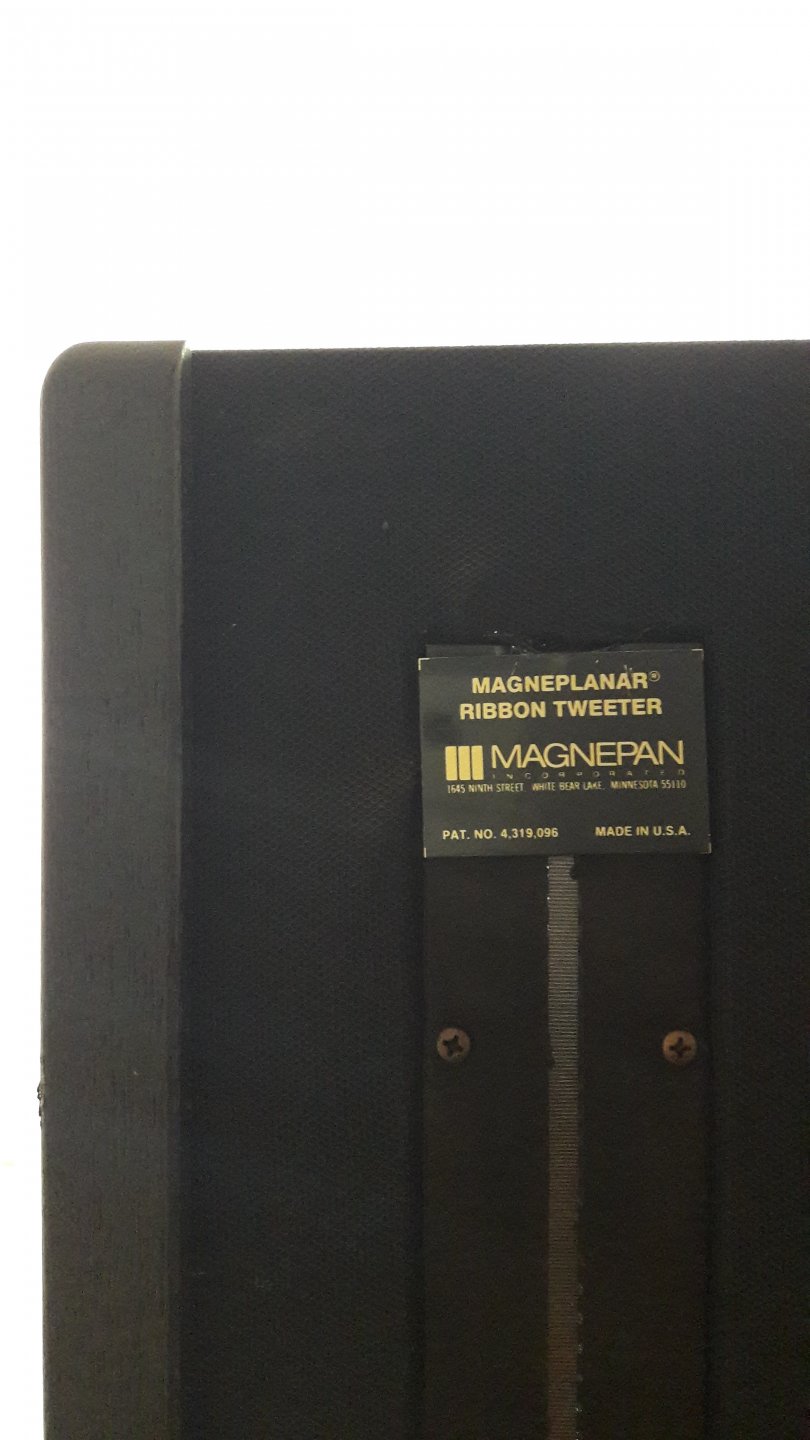 MAGNEPLANAR®
RIBBON TWEETER
MAGNEPAN
INCORPORATED
1645 NINTH STREET WHITE BEAR LAKE, MINNESOTA 55110
PAT. NO. 4,319,096 MADE IN U.S.A.